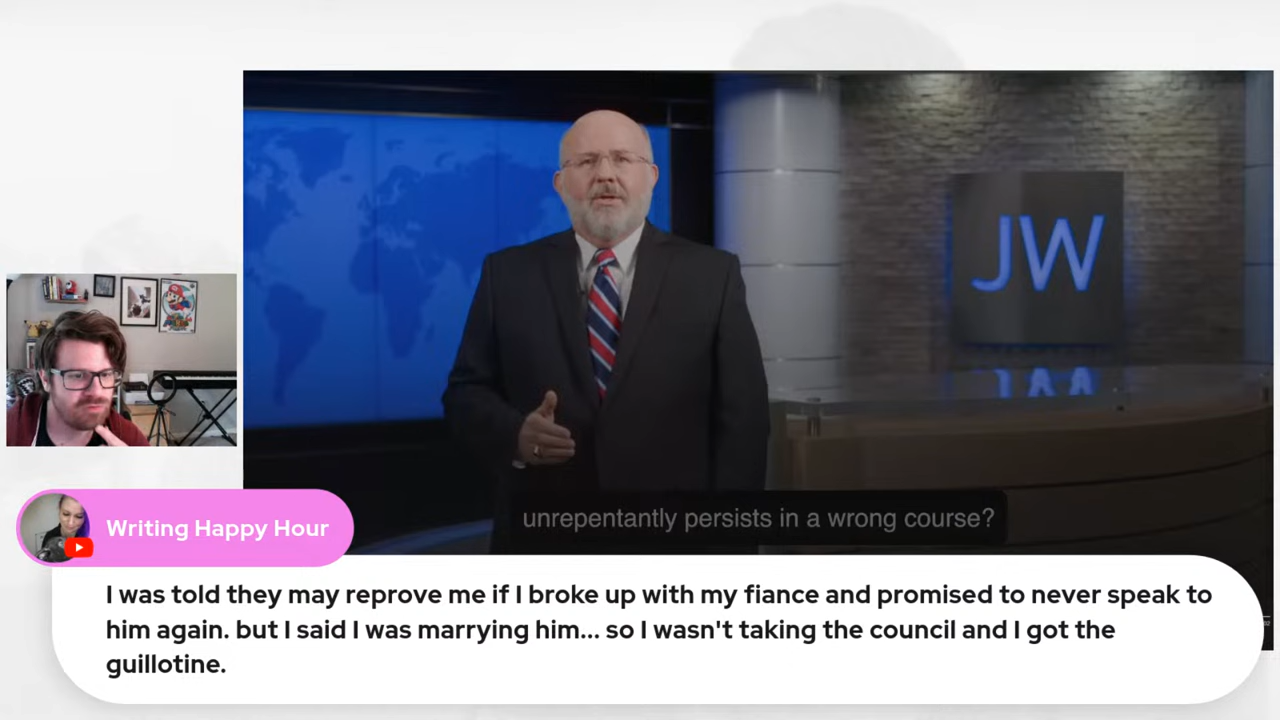 JW
unrepentantly persists in a wrong course?
Writing Happy Hour
I was told they may reprove me if I broke up with my fiance and promised to never speak to
him again. but I said I was marrying him... so I wasn't taking the council and I got the
guillotine.